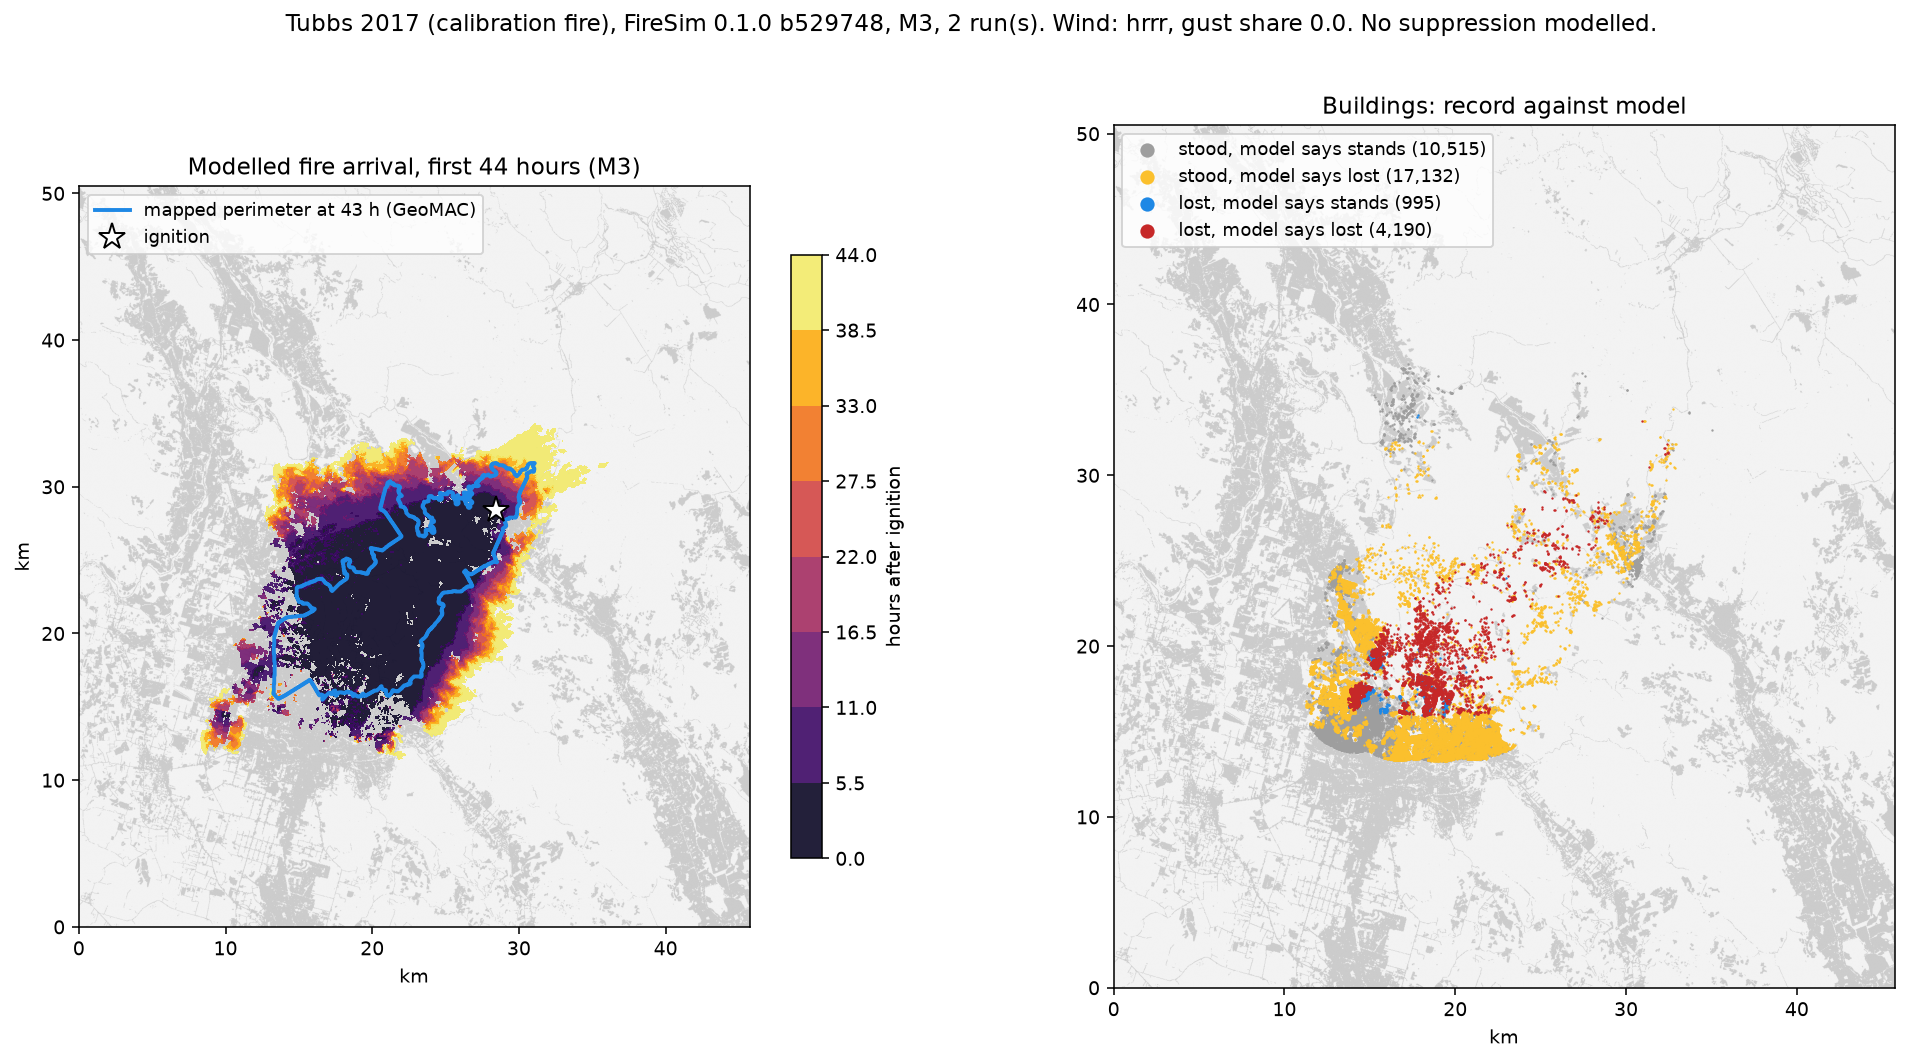 Tubbs 2017 (calibration fire), FireSim 0.1.0 b529748, M3, 2 run(s). Wind: hrrr, gust share 0.0. No suppression modelled.
Modelled fire arrival, first 44 hours (M3)
mapped perimeter at 43 h (GeoMAC)
ignition
50
40
30
20
10
0
km
0
10
20
30
40
km
44.0
38.5
33.0
27.5
22.0
16.5
11.0
5.5
0.0
hours after ignition
Buildings: record against model
stood, model says stands (10,515)
stood, model says lost (17,132)
lost, model says stands (995)
lost, model says lost (4,190)
50
40
30
20
10
0
0
10
20
30
40
km